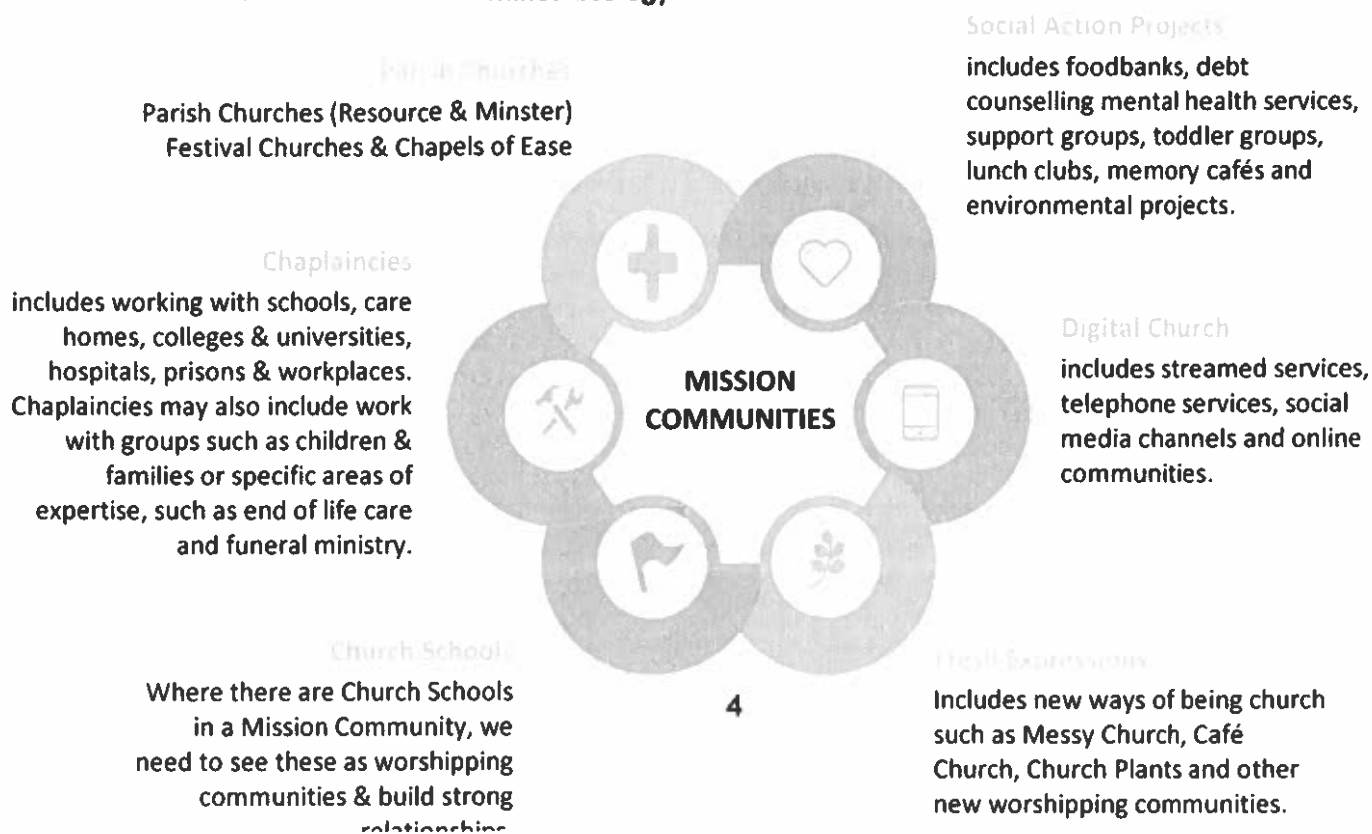 Parish Churches
Parish Churches (Resource & Minster)
Festival Churches & Chapels of Ease
Social Action Projects
includes foodbanks, debt
counselling mental health services,
support groups, toddler groups,
lunch clubs, memory cafés and
environmental projects.
Chaplaincies
includes working with schools, care
homes, colleges & universities,
hospitals, prisons & workplaces.
Chaplaincies may also include work
with groups such as children &
families or specific areas of
expertise, such as end of life care
and funeral ministry.
MISSION
COMMUNITIES
Digital Church
includes streamed services,
telephone services, social
media channels and online
communities.
Church Schools
Where there are Church Schools
in a Mission Community, we
need to see these as worshipping
communities & build strong
relationships.
4
Fresh Expressions
Includes new ways of being church
such as Messy Church, Café
Church, Church Plants and other
new worshipping communities.